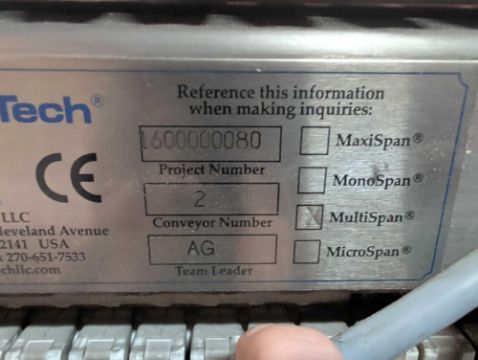 Tech®
Reference this information
when making inquiries:
1600000080
Project Number
2
Conveyor Number
AG
Team Leader
MaxiSpan®
MonoSpan®
X MultiSpan®
MicroSpan®
CE
LLC
leveland Avenue
2141 USA
x 270-651-7533
chllc.com